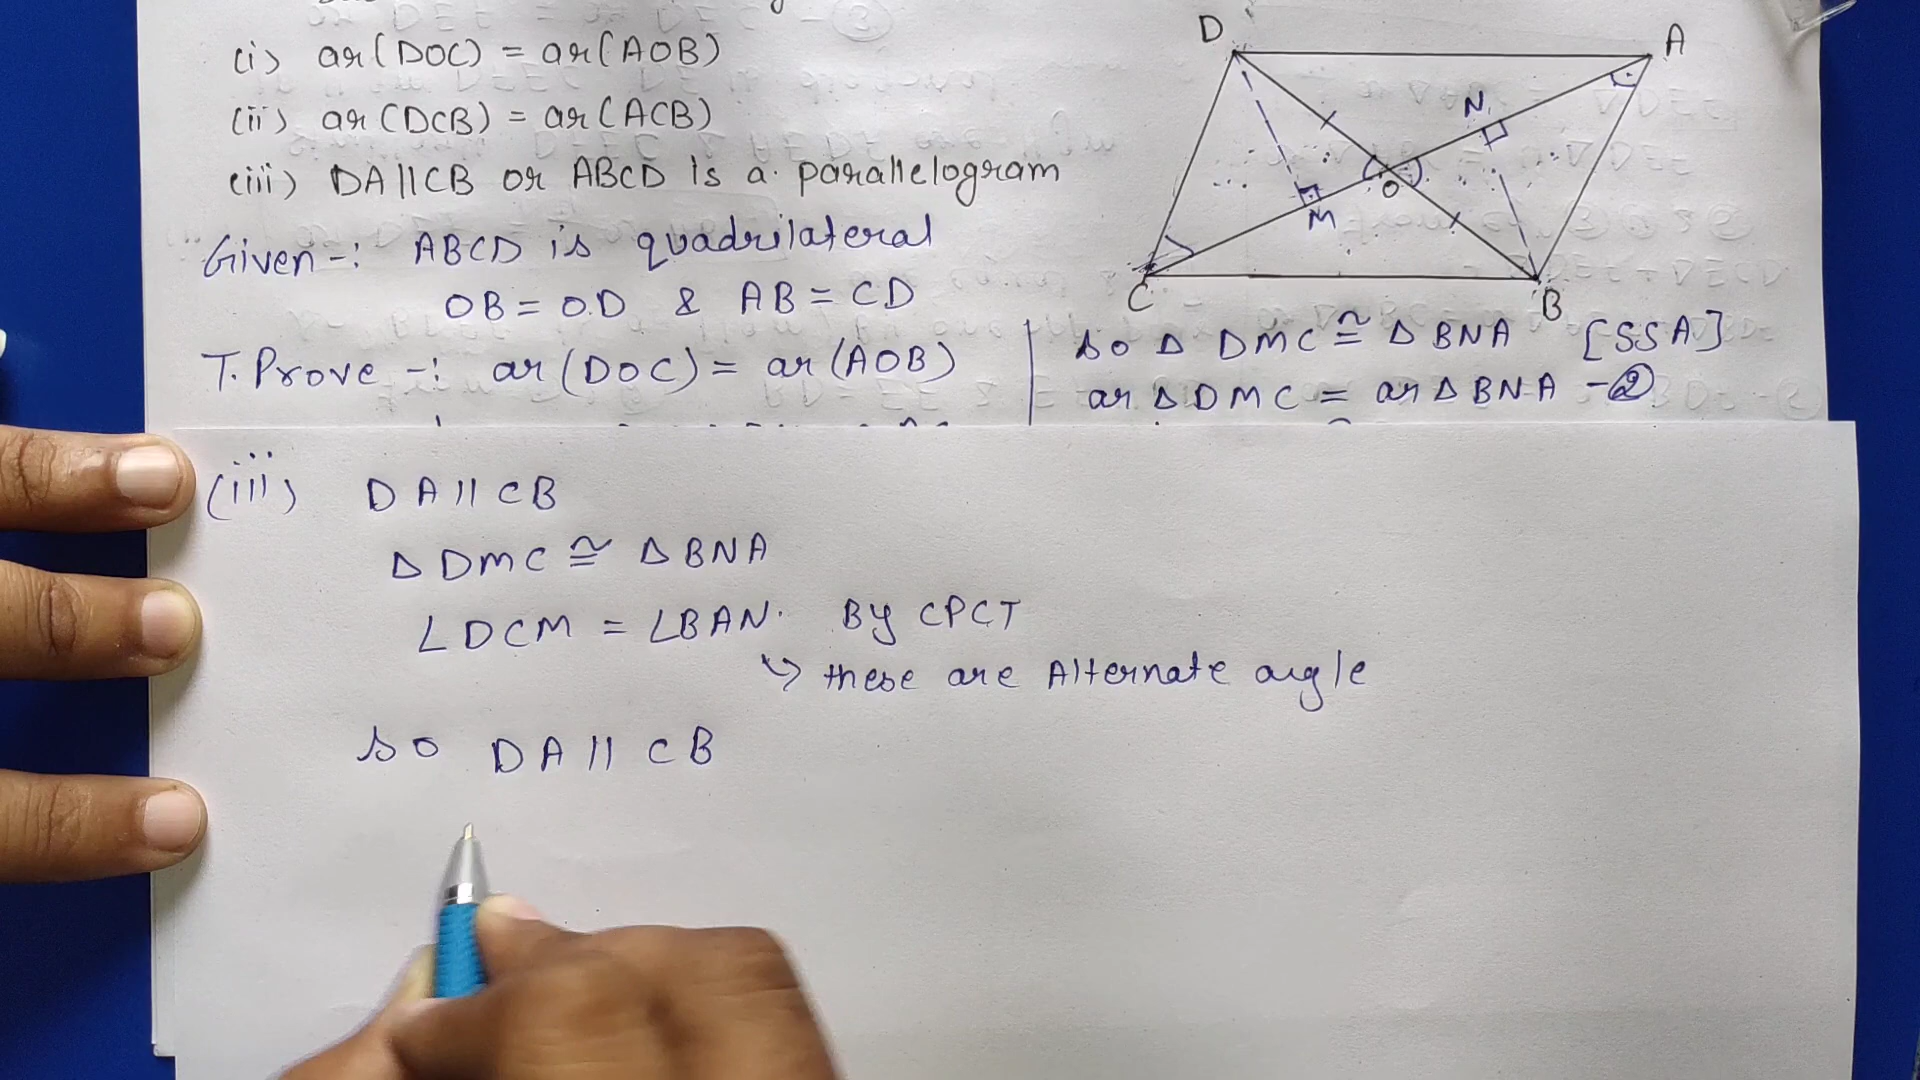 (i) ar(DOC) = ar(AOB)
(ii) ar(DCB) = ar(ACB)
(iii) DA||CB or ABCD is a parallelogram
Given -: ABCD is quadrilateral
OB = OD & AB = CD
T. Prove -: ar(DOC) = ar(AOB)
D
A
N
O
M
C
B
so Δ DMC ≅ Δ BNA [SSA]
ar Δ DMC = ar Δ BNA - ②
(iii) DA || CB
Δ DMC ≅ Δ BNA
∠DCM = ∠BAN. By CPCT
↳ these are Alternate angle
so DA || CB